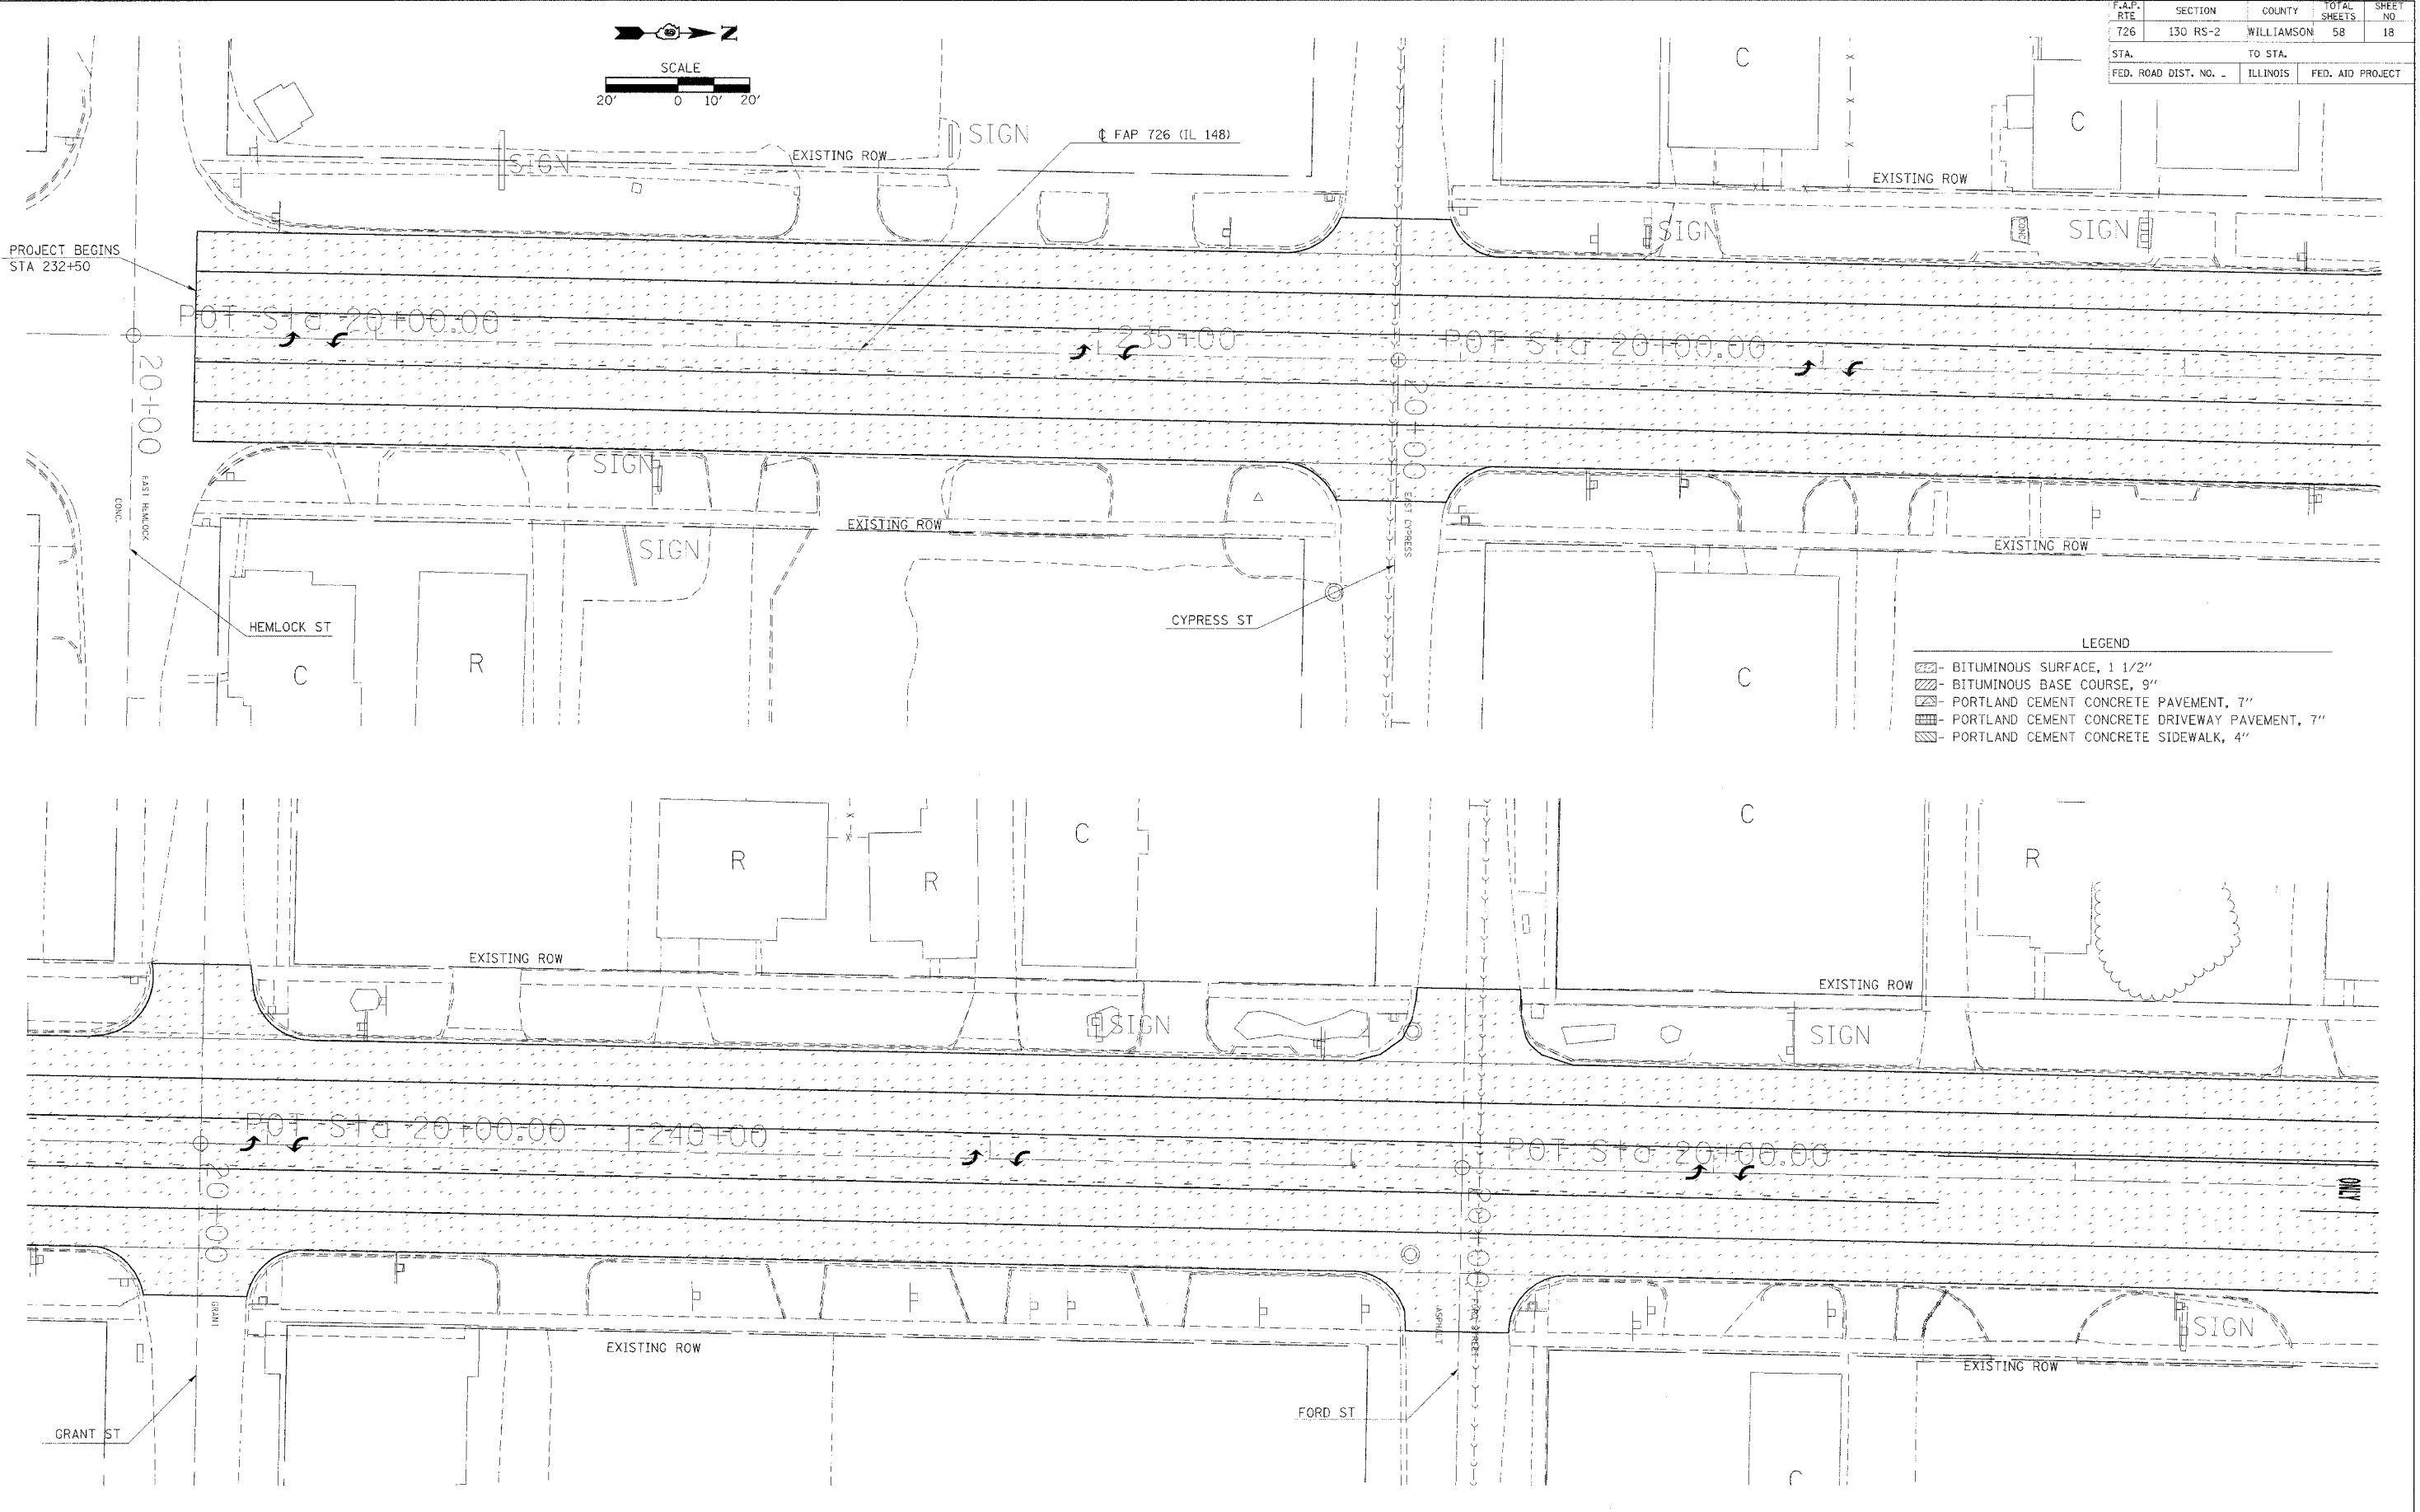 F.A.P. RTE SECTION COUNTY TOTAL SHEETS SHEET NO
726 130 RS-2 WILLIAMSON 58 18
STA. TO STA.
FED. ROAD DIST. NO. _ ILLINOIS FED. AID PROJECT
N
SCALE
20' 0 10' 20'
C
C
SIGN
SIGN
₵ FAP 726 (IL 148)
EXISTING ROW
EXISTING ROW
SIGN
CONC
SIGN
PROJECT BEGINS
STA 232+50
POT Sta 20+00.00
235+00
POT Sta 20+00.00
20+00
20+00
EAST HEMLOCK
CONC.
EAST CYPRESS
SIGN
EXISTING ROW
SIGN
EXISTING ROW
HEMLOCK ST
CYPRESS ST
C
R
C
LEGEND
- BITUMINOUS SURFACE, 1 1/2"
- BITUMINOUS BASE COURSE, 9"
- PORTLAND CEMENT CONCRETE PAVEMENT, 7"
- PORTLAND CEMENT CONCRETE DRIVEWAY PAVEMENT, 7"
- PORTLAND CEMENT CONCRETE SIDEWALK, 4"
R
R
C
C
R
EXISTING ROW
EXISTING ROW
SIGN
SIGN
POT Sta 20+00.00
240+00
POT Sta 20+00.00
ONLY
20+00
20+00
GRANT
ASPHALT
FORD STREET
SIGN
EXISTING ROW
EXISTING ROW
GRANT ST
FORD ST
C